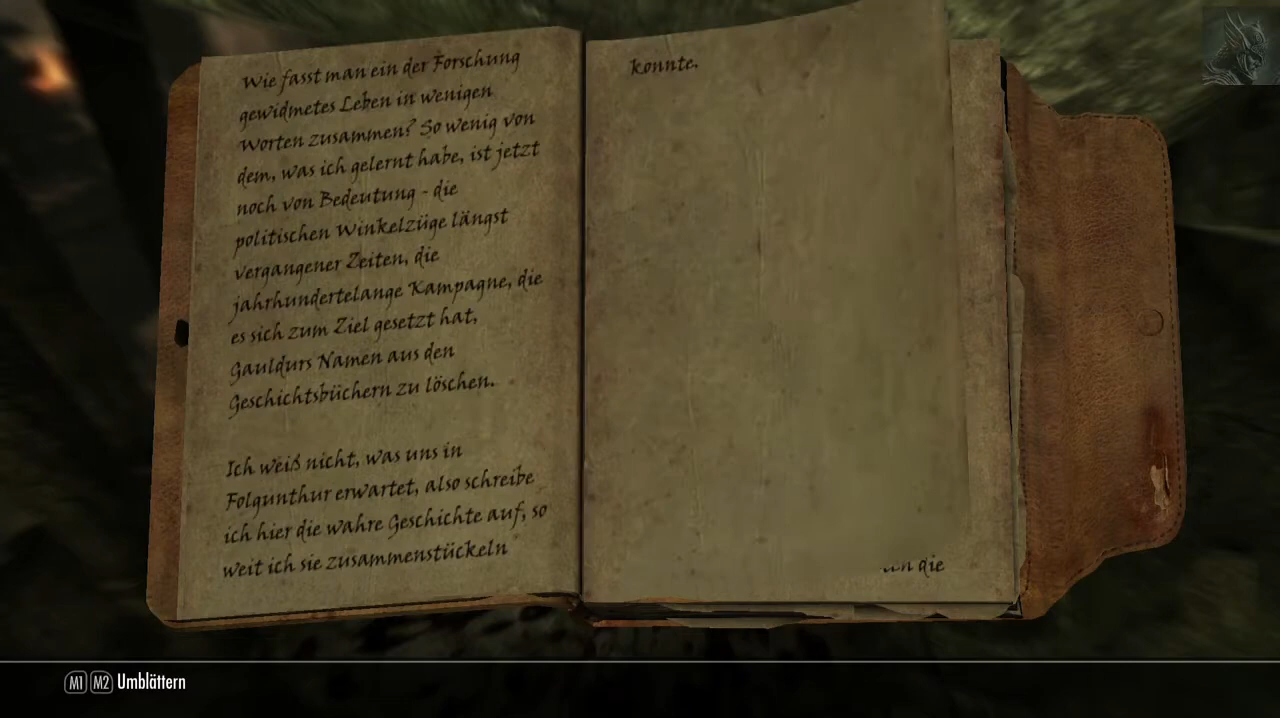 Wie fasst man ein der Forschung
gewidmetes Leben in wenigen
Worten zusammen? So wenig von
dem, was ich gelernt habe, ist jetzt
noch von Bedeutung - die
politischen Winkelzüge längst
vergangener Zeiten, die
jahrhundertelange Kampagne, die
es sich zum Ziel gesetzt hat,
Gauldurs Namen aus den
Geschichtsbüchern zu löschen.
Ich weiß nicht, was uns in
Folgunthur erwartet, also schreibe
ich hier die wahre Geschichte auf, so
weit ich sie zusammenstückeln
konnte.
die
M1 M2 Umblättern